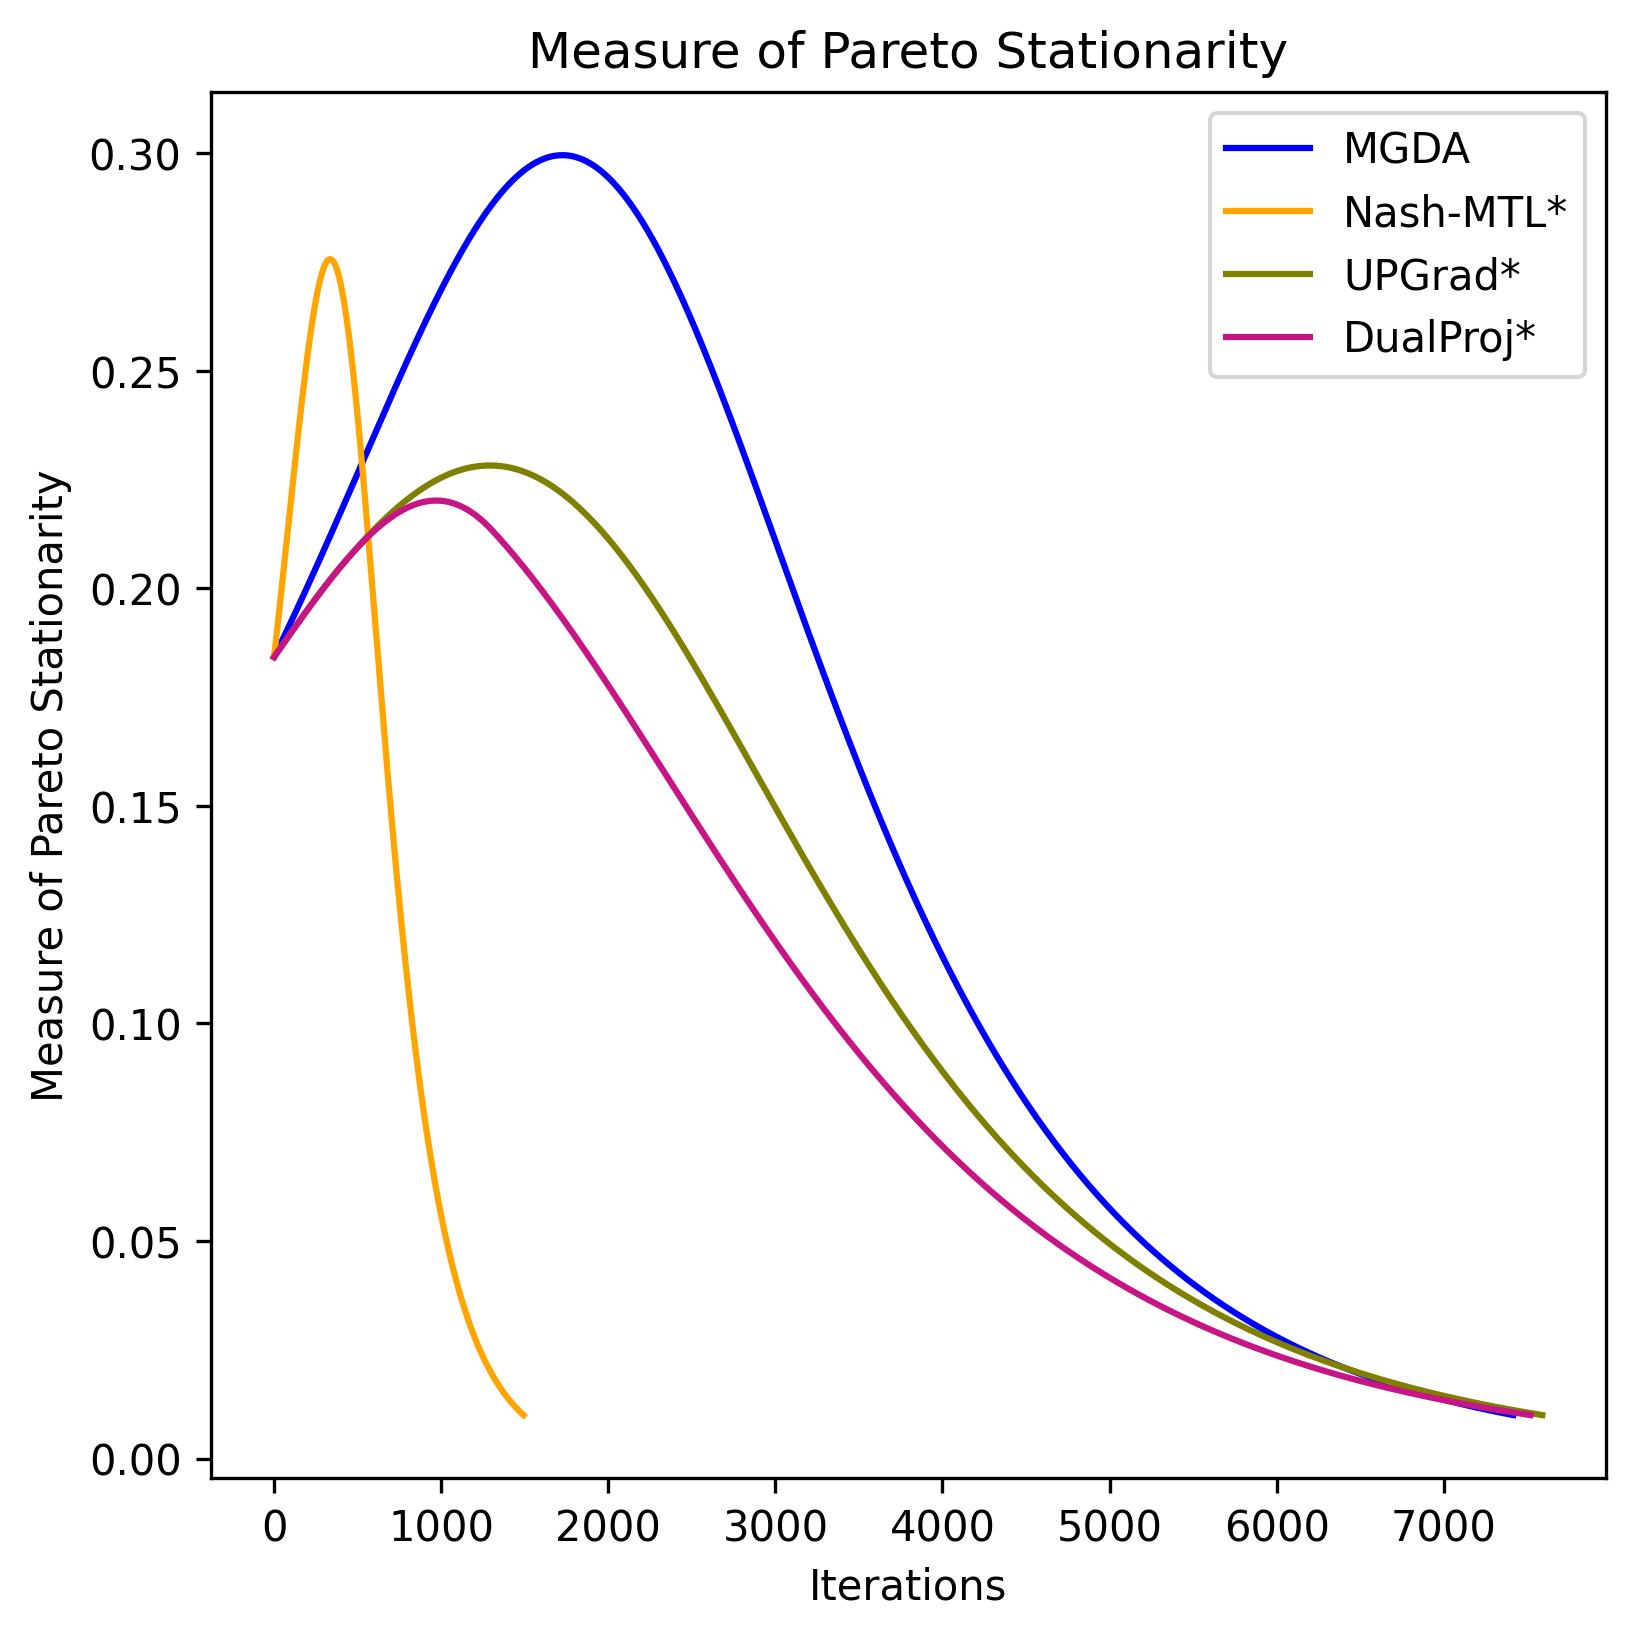 Measure of Pareto Stationarity
MGDA
Nash-MTL*
UPGrad*
DualProj*
Measure of Pareto Stationarity
0.30
0.25
0.20
0.15
0.10
0.05
0.00
0 1000 2000 3000 4000 5000 6000 7000
Iterations